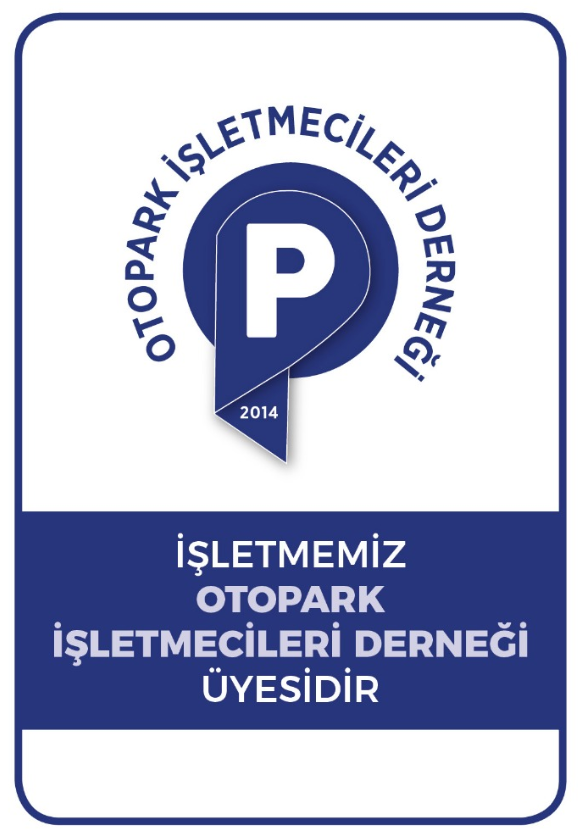 OTOPARK İŞLETMECİLERİ DERNEĞİ
P
2014
İŞLETMEMİZ
OTOPARK
İŞLETMECİLERİ DERNEĞİ
ÜYESİDİR